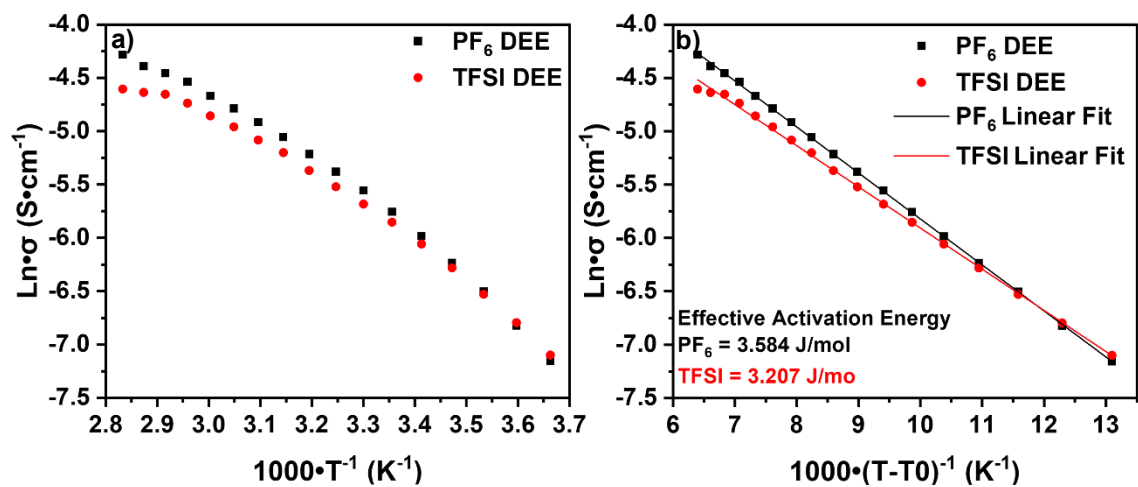 a)
PF₆ DEE
TFSI DEE
-4.0
-4.5
-5.0
-5.5
-6.0
-6.5
-7.0
-7.5
Ln•σ (S•cm⁻¹)
2.8 2.9 3.0 3.1 3.2 3.3 3.4 3.5 3.6 3.7
1000•T⁻¹ (K⁻¹)
b)
PF₆ DEE
TFSI DEE
PF₆ Linear Fit
TFSI Linear Fit
Effective Activation Energy
PF₆ = 3.584 J/mol
TFSI = 3.207 J/mo
-4.0
-4.5
-5.0
-5.5
-6.0
-6.5
-7.0
-7.5
Ln•σ (S•cm⁻¹)
6 7 8 9 10 11 12 13
1000•(T-T0)⁻¹ (K⁻¹)